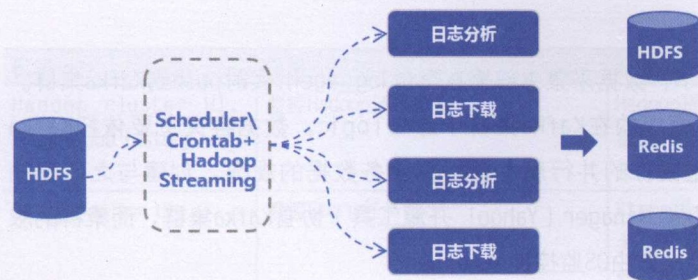 HDFS
Scheduler\
Crontab+
Hadoop
Streaming
日志分析
日志下载
日志分析
日志下载
HDFS
Redis
Redis